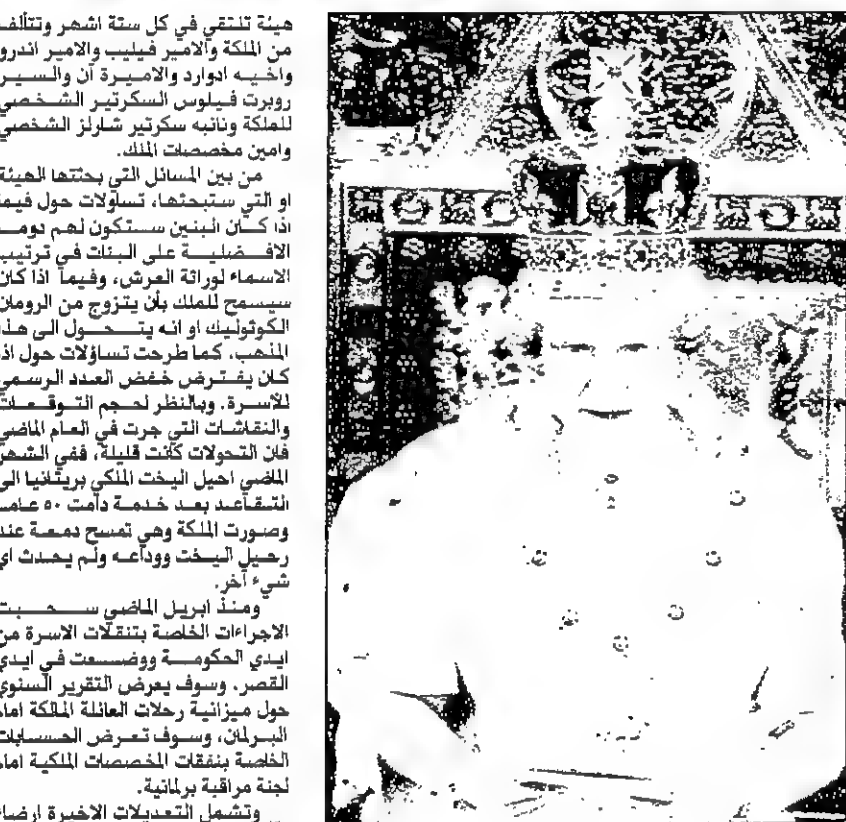 هيئة تلتقي في كل ستة اشهر وتتألف
من الملكة والامير فيليب والامير اندرو
واخيه ادوارد والاميرة آن والسير
روبرت فيلوس السكرتير الشخصي
للملكة ونائبه سكرتير شارلز الشخصي
وامين مخصصات الملك.
من بين المسائل التي بحثتها الهيئة
او التي ستبحثها، تساولات حول فيما
اذا كان البنين ستكون لهم دومـ
الافضلية على البنات في ترتيب
الاسماء لوراثة العرش، وفيما اذا كان
سيسمح للملك بأن يتزوج من الرومان
الكوثوليك او انه يتحول الى هذ
المذهب، كما طرحت تساؤلات حول اذ
كان يفترض خفض العدد الرسمي
للأسرة. وبالنظر لحجم التوقعات
والنقاشات التي جرت في العام الماضي
فان التحولات كانت قليلة، ففي الشهر
الماضي احيل اليخت الملكي بريتانيا الى
التقاعد بعد خدمة دامت ٥٠ عامـ
وصورت الملكة وهي تمسح دمعة عند
رحيل اليخت ووداعه ولم يحدث اي
شيء آخر.
ومنذ ابريل الماضي سحبت
الاجراءات الخاصة بتنقلات الاسرة من
ايدي الحكومة ووضعت في ايدي
القصر. وسوف يعرض التقرير السنوي
حول ميزانية رحلات العائلة المالكة اما
البرلمان، وسوف تعرض الحسابات
الخاصة بنفقات المخصصات الملكية اما
لجنة مراقبة برلمانية.
وتشمل التعديلات الاخيرة ارضاء